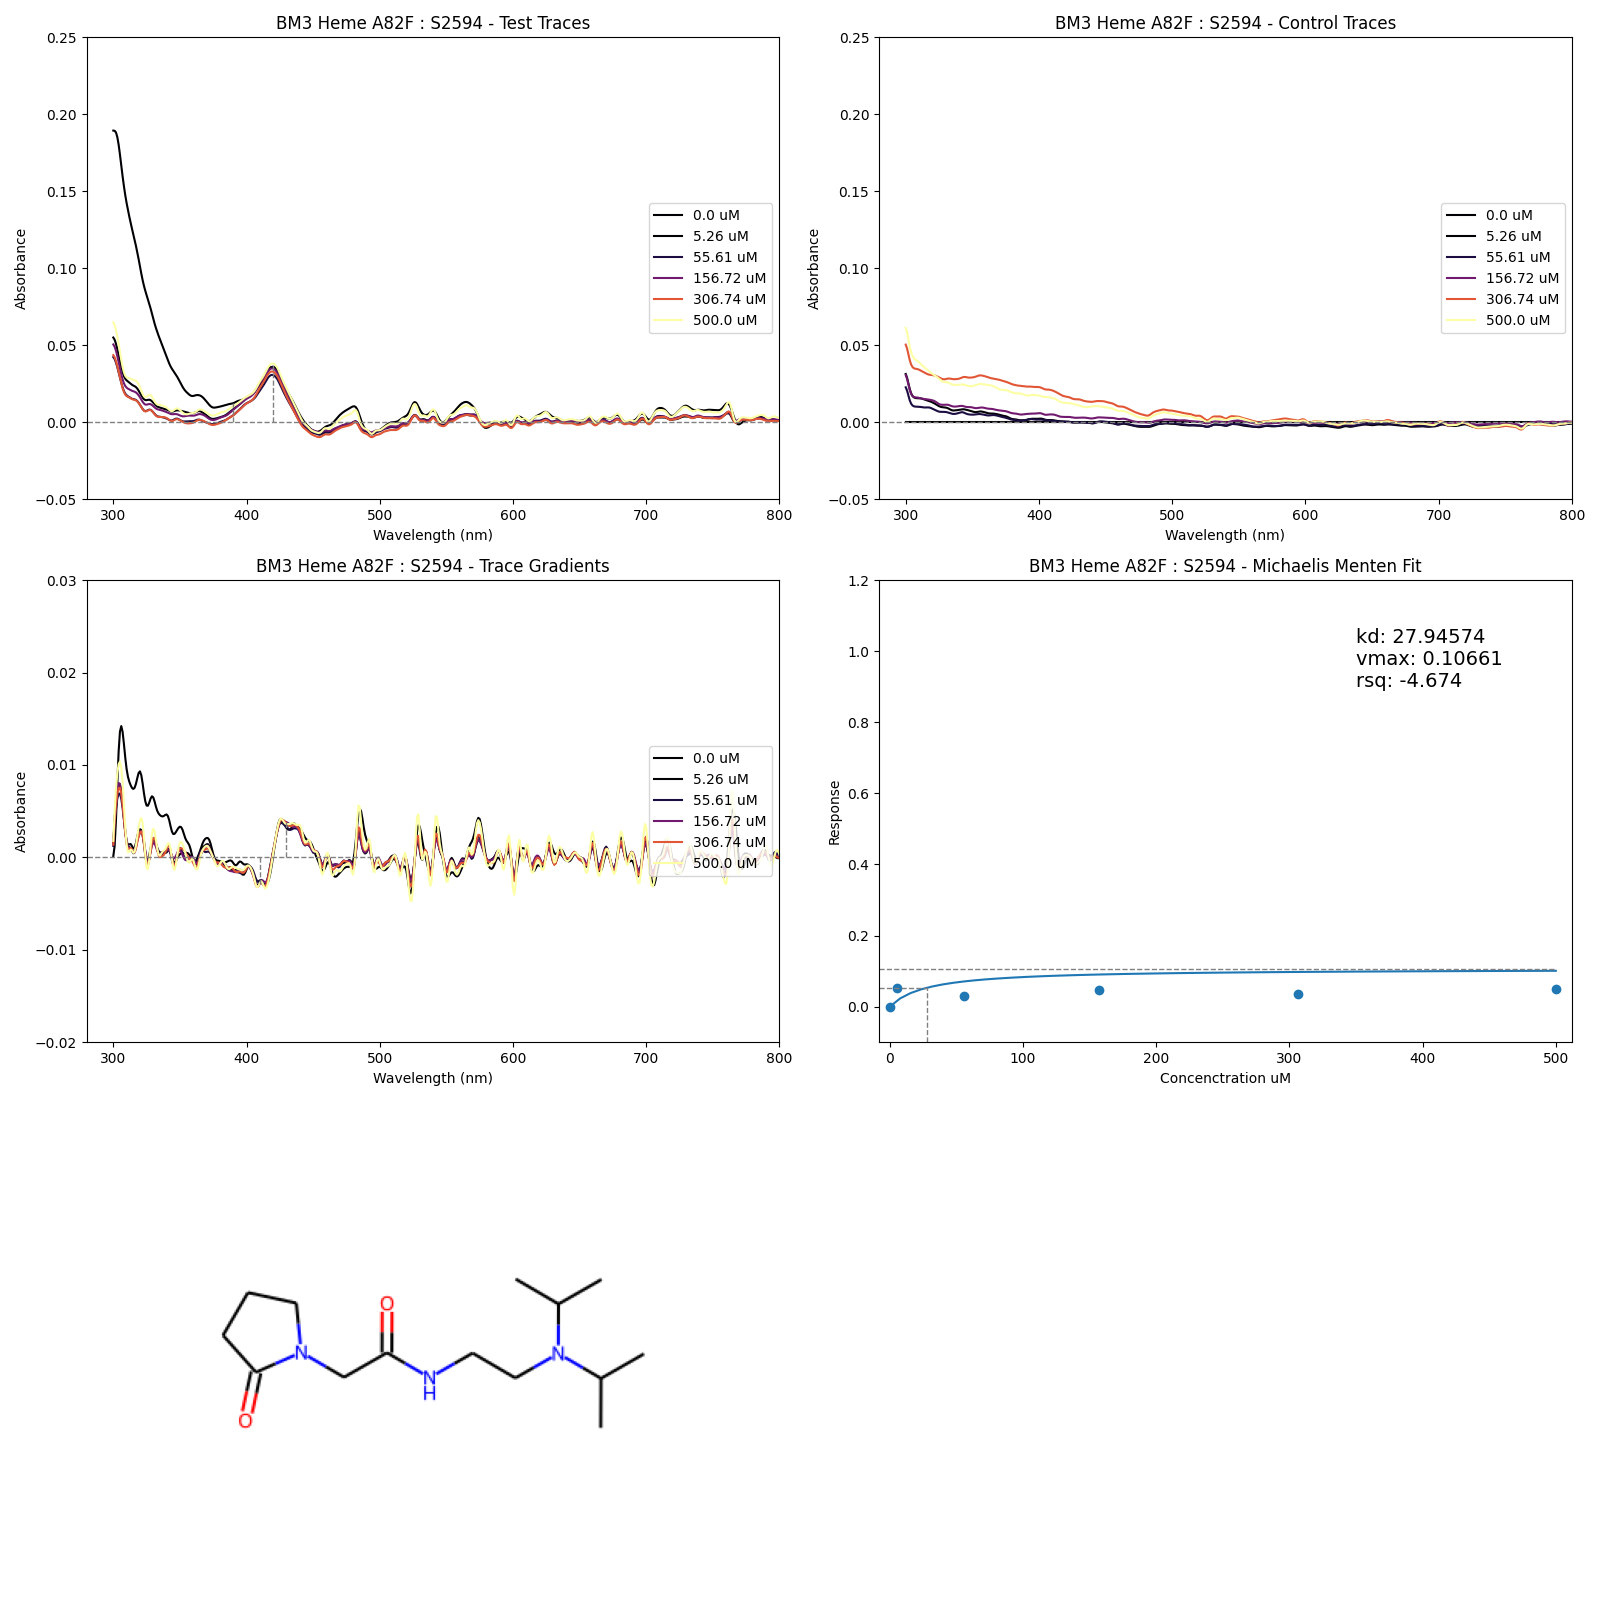 BM3 Heme A82F : S2594 - Test Traces
0.25
0.20
0.15
0.10
0.05
0.00
−0.05
Absorbance
300
400
500
600
700
800
Wavelength (nm)
0.0 uM
5.26 uM
55.61 uM
156.72 uM
306.74 uM
500.0 uM
BM3 Heme A82F : S2594 - Control Traces
0.25
0.20
0.15
0.10
0.05
0.00
−0.05
Absorbance
300
400
500
600
700
800
Wavelength (nm)
0.0 uM
5.26 uM
55.61 uM
156.72 uM
306.74 uM
500.0 uM
BM3 Heme A82F : S2594 - Trace Gradients
0.03
0.02
0.01
0.00
−0.01
−0.02
Absorbance
300
400
500
600
700
800
Wavelength (nm)
0.0 uM
5.26 uM
55.61 uM
156.72 uM
306.74 uM
500.0 uM
BM3 Heme A82F : S2594 - Michaelis Menten Fit
1.2
1.0
0.8
0.6
0.4
0.2
0.0
Response
kd: 27.94574
vmax: 0.10661
rsq: -4.674
0
100
200
300
400
500
Concenctration uM
O
N
O
N
H
N